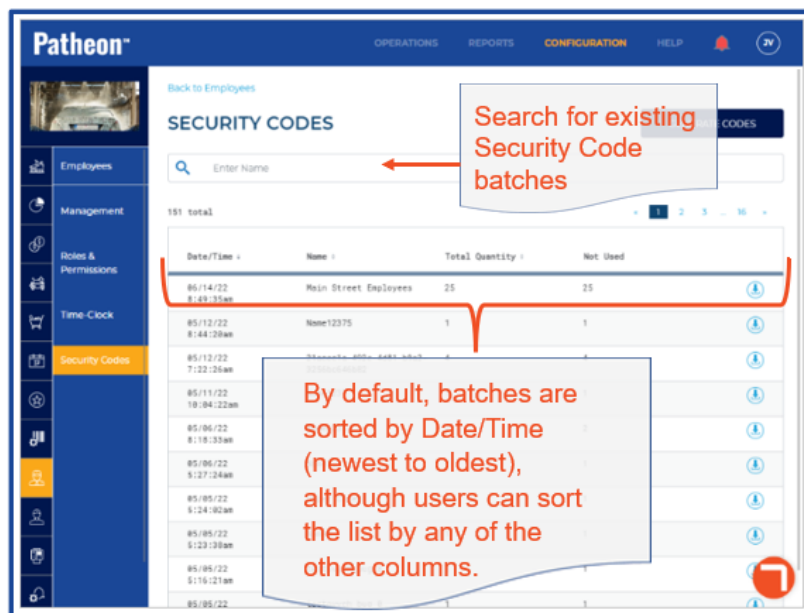 Patheon™
OPERATIONS REPORTS CONFIGURATION HELP JV
Back to Employees
SECURITY CODES
CODES
Search for existing
Security Code
batches
Enter Name
151 total
« 1 2 3 … 16 »
Employees
Management
Roles &
Permissions
Time-Clock
Security Codes
Date/Time Name Total Quantity Not Used
06/14/22 Main Street Employees 25 25
8:49:35am
05/12/22 Name12375 1 1
8:44:20am
05/12/22
7:22:26am
05/11/22
10:04:22am
05/06/22
8:18:33am
05/06/22
5:27:24am
05/05/22
5:24:02am
05/05/22
5:23:38am
05/05/22
5:16:21am
05/05/22
By default, batches are
sorted by Date/Time
(newest to oldest),
although users can sort
the list by any of the
other columns.